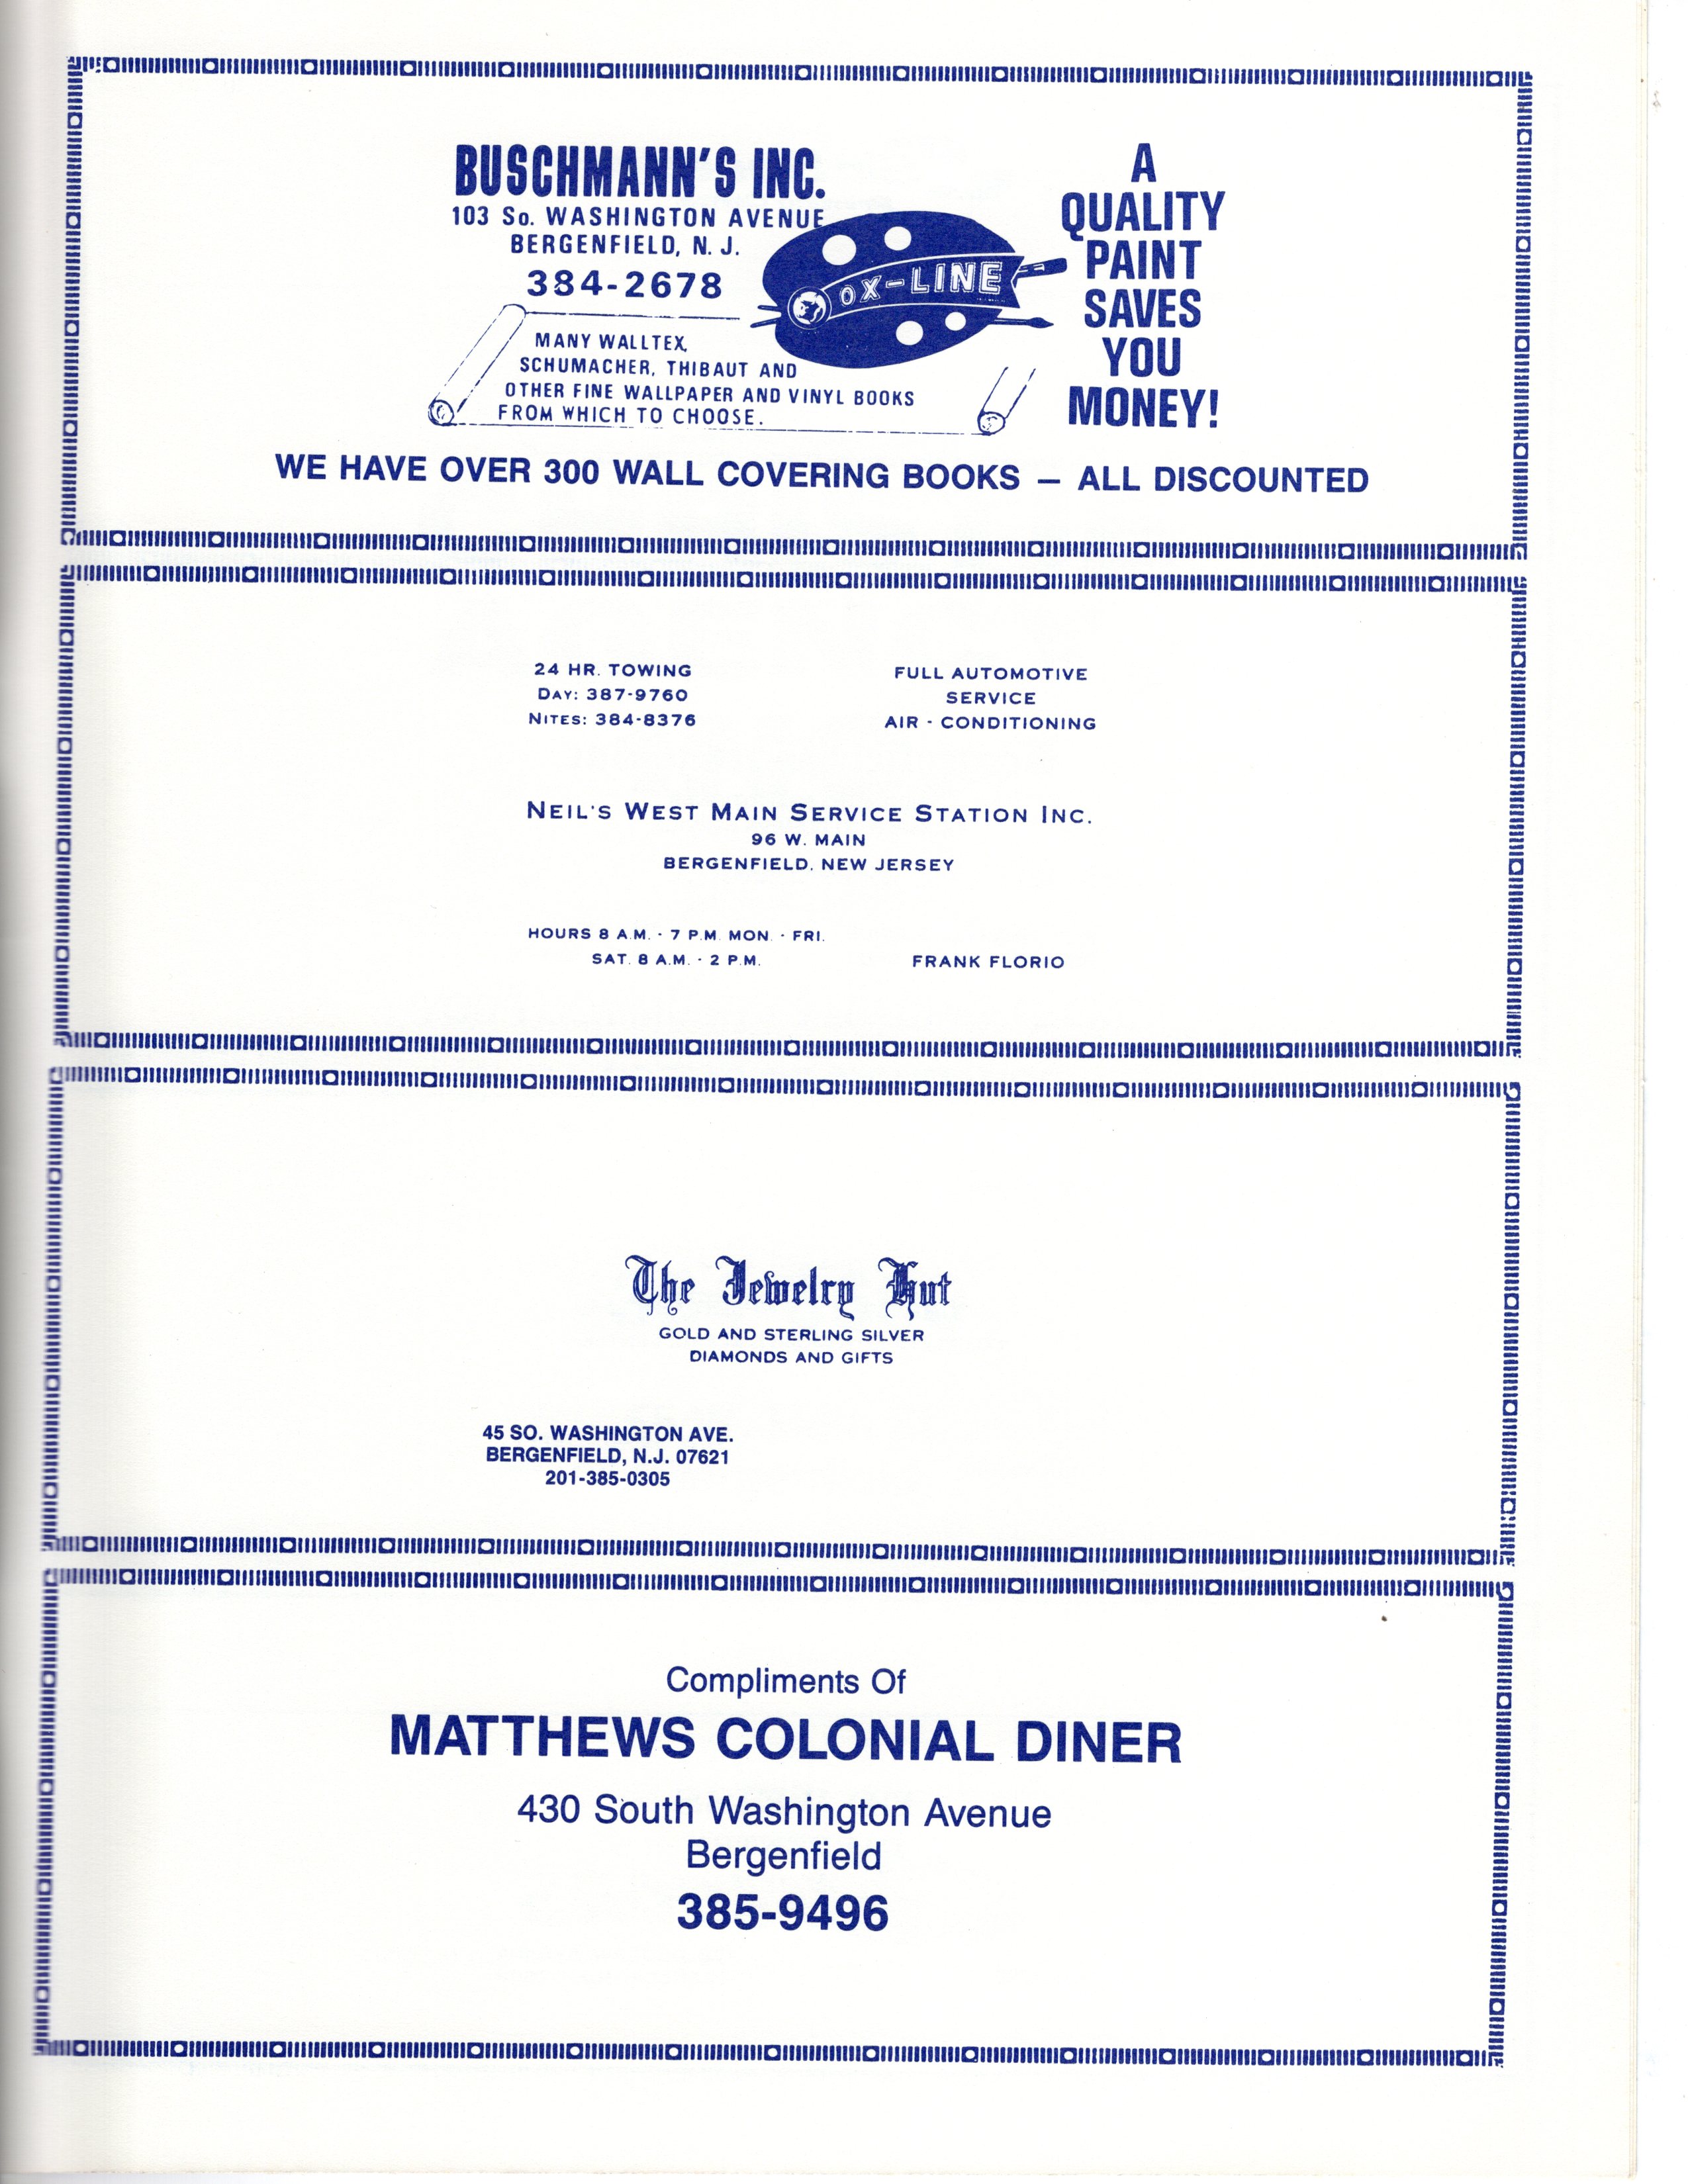 BUSCHMANN'S INC.
103 So. WASHINGTON AVENUE
BERGENFIELD, N. J.
384-2678
OX-LINE
MANY WALLTEX,
SCHUMACHER, THIBAUT AND
OTHER FINE WALLPAPER AND VINYL BOOKS
FROM WHICH TO CHOOSE.
A
QUALITY
PAINT
SAVES
YOU
MONEY!
WE HAVE OVER 300 WALL COVERING BOOKS – ALL DISCOUNTED
24 HR. TOWING
DAY: 387-9760
NITES: 384-8376
FULL AUTOMOTIVE
SERVICE
AIR - CONDITIONING
NEIL'S WEST MAIN SERVICE STATION INC.
96 W. MAIN
BERGENFIELD, NEW JERSEY
HOURS 8 A.M. - 7 P.M. MON. - FRI.
SAT. 8 A.M. - 2 P.M.
FRANK FLORIO
The Jewelry Hut
GOLD AND STERLING SILVER
DIAMONDS AND GIFTS
45 SO. WASHINGTON AVE.
BERGENFIELD, N.J. 07621
201-385-0305
Compliments Of
MATTHEWS COLONIAL DINER
430 South Washington Avenue
Bergenfield
385-9496